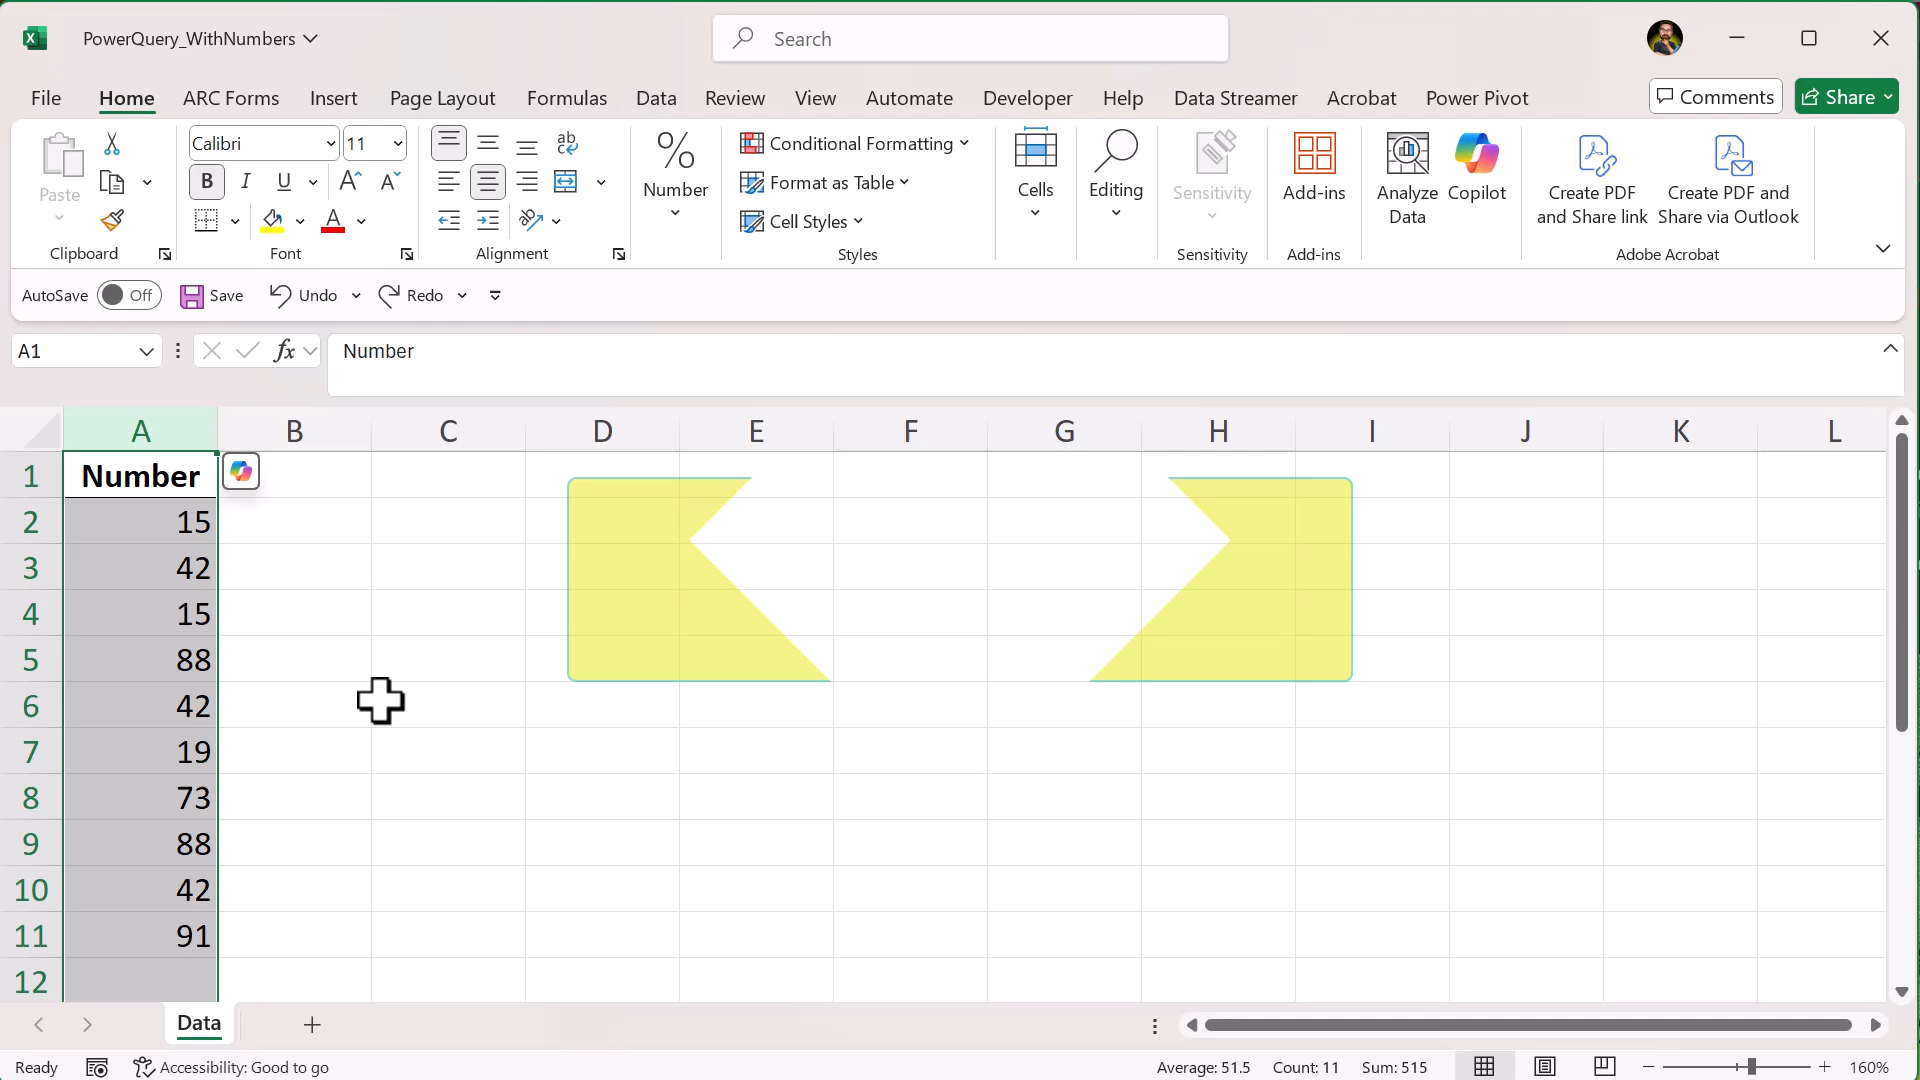 PowerQuery_WithNumbers
Search
File Home ARC Forms Insert Page Layout Formulas Data Review View Automate Developer Help Data Streamer Acrobat Power Pivot Comments Share
Paste
Clipboard
Calibri 11
B I U A A
A
Font
ab
Alignment
%
Number
Conditional Formatting
Format as Table
Cell Styles
Styles
Cells
Editing
Sensitivity
Sensitivity
Add-ins
Add-ins
Analyze
Data
Copilot
Create PDF
and Share link
Create PDF and
Share via Outlook
Adobe Acrobat
AutoSave Off Save Undo Redo
A1 fx Number
A B C D E F G H I J K L
1 Number
2 15
3 42
4 15
5 88
6 42
7 19
8 73
9 88
10 42
11 91
12
Data
Ready Accessibility: Good to go Average: 51.5 Count: 11 Sum: 515 160%